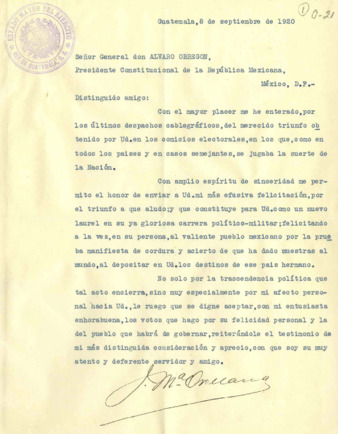 ① 0-21
ESTADO MAYOR DEL EJERCITO
GUATEMALA, C.A.
Guatemala, 8 de septiembre de 1920
Señor General don ALVARO OBREGON,
Presidente Constitucional de la República Mexicana,
México, D.F.-
Distinguido amigo:
Con el mayor placer me he enterado, por
los últimos despachos cablegráficos, del merecido triunfo ob
tenido por Ud. en los comicios electorales, en los que, como en
todos los países y en casos semejantes, se jugaba la suerte de
la Nación.
Con amplio espíritu de sinceridad me per-
mito el honor de enviar a Ud. mi más efusiva felicitación, por
el triunfo a que aludo; y que constituye para Ud. como un nuevo
laurel en su ya gloriosa carrera político-militar; felicitando
a la vez, en su persona, al valiente pueblo mexicano por la prue
ba manifiesta de cordura y acierto de que ha dado muestras al
mundo, al depositar en Ud. los destinos de ese país hermano.
No solo por la trascendencia política que
tal acto encierra, sino muy especialmente por mi afecto perso-
nal hacia Ud., le ruego que se digne aceptar, con mi entusiasta
enhorabuena, los votos que hago por su felicidad personal y la
del pueblo que habrá de gobernar, reiterándole el testimonio de
mi más distinguida consideración y aprecio, con que soy su muy
atento y deferente servidor y amigo.
J. Mª Orellana